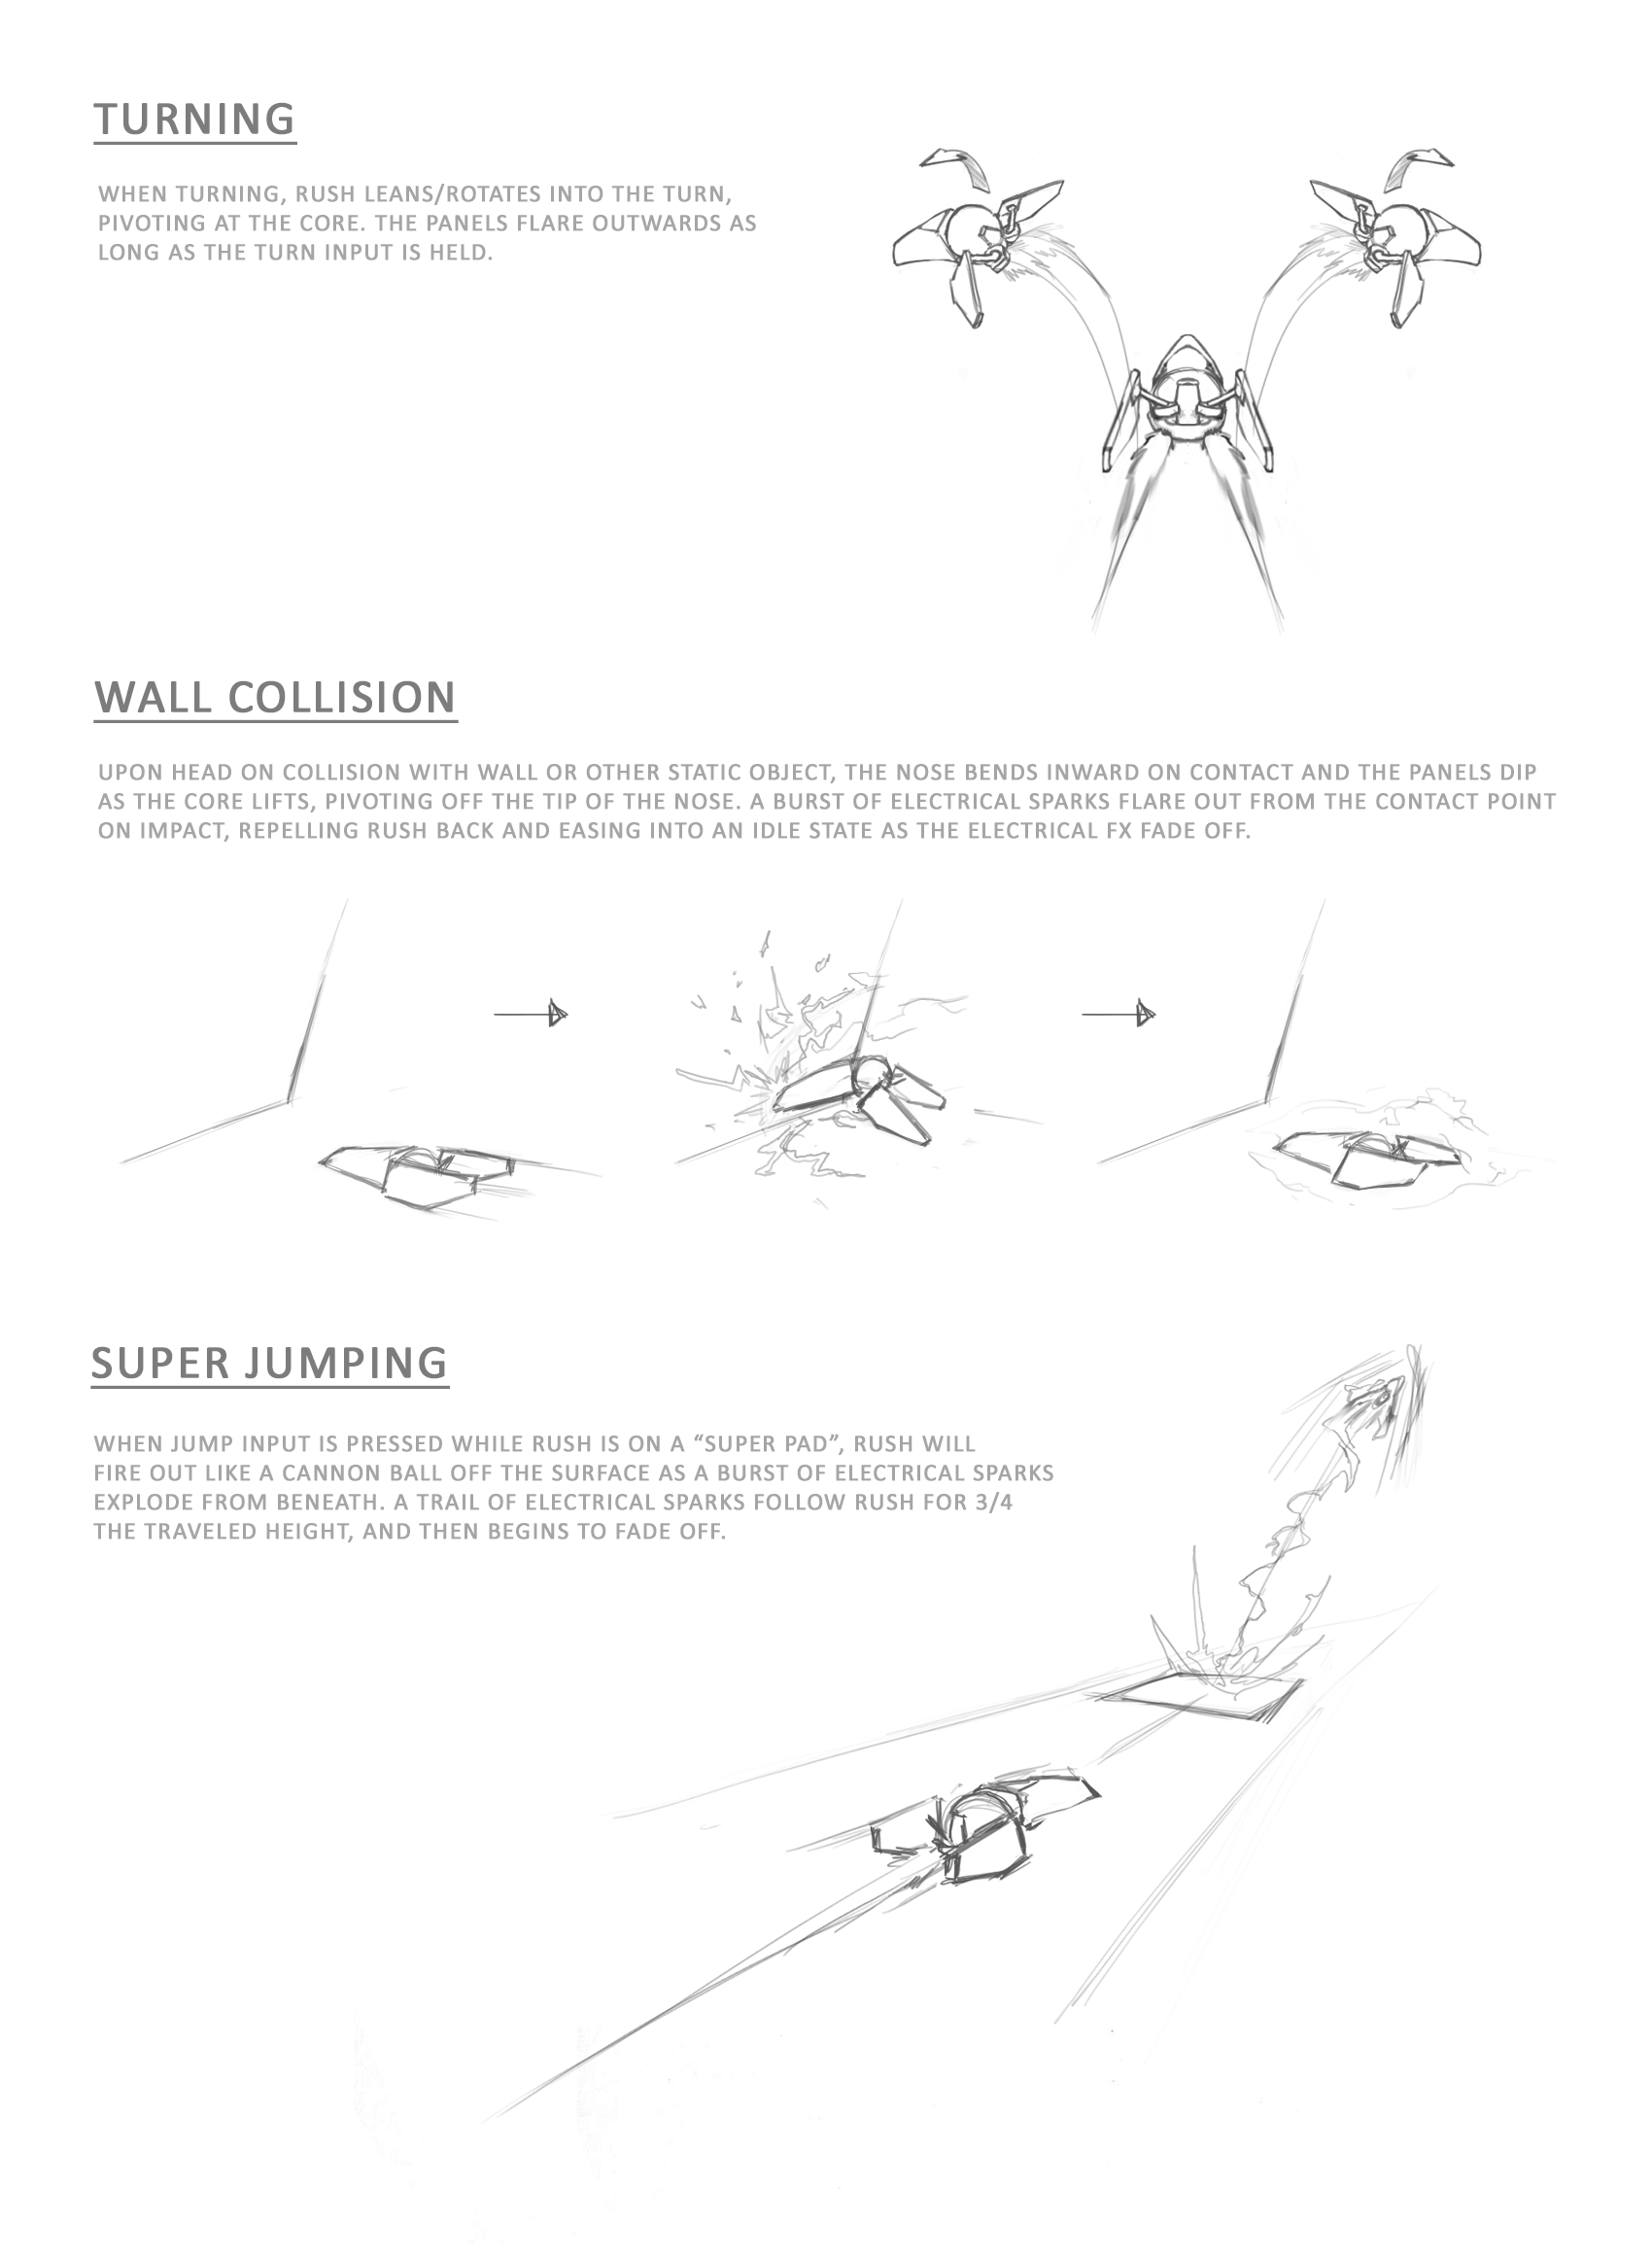 TURNING
WHEN TURNING, RUSH LEANS/ROTATES INTO THE TURN,
PIVOTING AT THE CORE. THE PANELS FLARE OUTWARDS AS
LONG AS THE TURN INPUT IS HELD.
WALL COLLISION
UPON HEAD ON COLLISION WITH WALL OR OTHER STATIC OBJECT, THE NOSE BENDS INWARD ON CONTACT AND THE PANELS DIP
AS THE CORE LIFTS, PIVOTING OFF THE TIP OF THE NOSE. A BURST OF ELECTRICAL SPARKS FLARE OUT FROM THE CONTACT POINT
ON IMPACT, REPELLING RUSH BACK AND EASING INTO AN IDLE STATE AS THE ELECTRICAL FX FADE OFF.
SUPER JUMPING
WHEN JUMP INPUT IS PRESSED WHILE RUSH IS ON A “SUPER PAD”, RUSH WILL
FIRE OUT LIKE A CANNON BALL OFF THE SURFACE AS A BURST OF ELECTRICAL SPARKS
EXPLODE FROM BENEATH. A TRAIL OF ELECTRICAL SPARKS FOLLOW RUSH FOR 3/4
THE TRAVELED HEIGHT, AND THEN BEGINS TO FADE OFF.